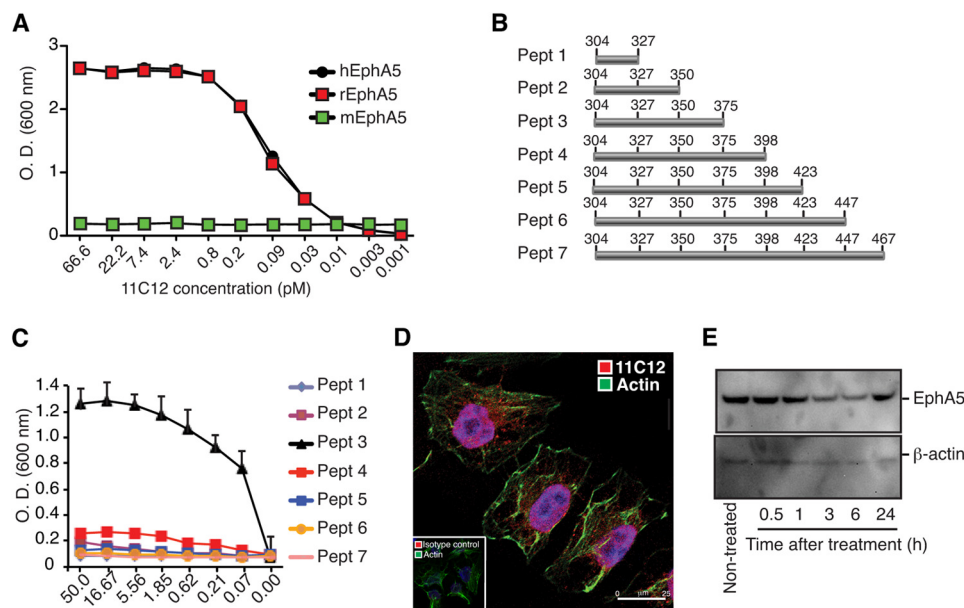 A
3
2
1
0
O. D. (600 nm)
66.6 22.2 7.4 2.4 0.8 0.2 0.09 0.03 0.01 0.003 0.001
11C12 concentration (pM)
hEphA5
rEphA5
mEphA5
B
Pept 1 304 327
Pept 2 304 327 350
Pept 3 304 327 350 375
Pept 4 304 327 350 375 398
Pept 5 304 327 350 375 398 423
Pept 6 304 327 350 375 398 423 447
Pept 7 304 327 350 375 398 423 447 467
C
1.4
1.2
1.0
0.8
0.6
0.4
0.2
0
O. D. (600 nm)
50.0 16.67 5.56 1.85 0.62 0.21 0.07 0.00
Pept 1
Pept 2
Pept 3
Pept 4
Pept 5
Pept 6
Pept 7
D
11C12
Actin
Isotype control
Actin
0 µm 25
E
EphA5
β-actin
Non-treated
0.5 1 3 6 24
Time after treatment (h)